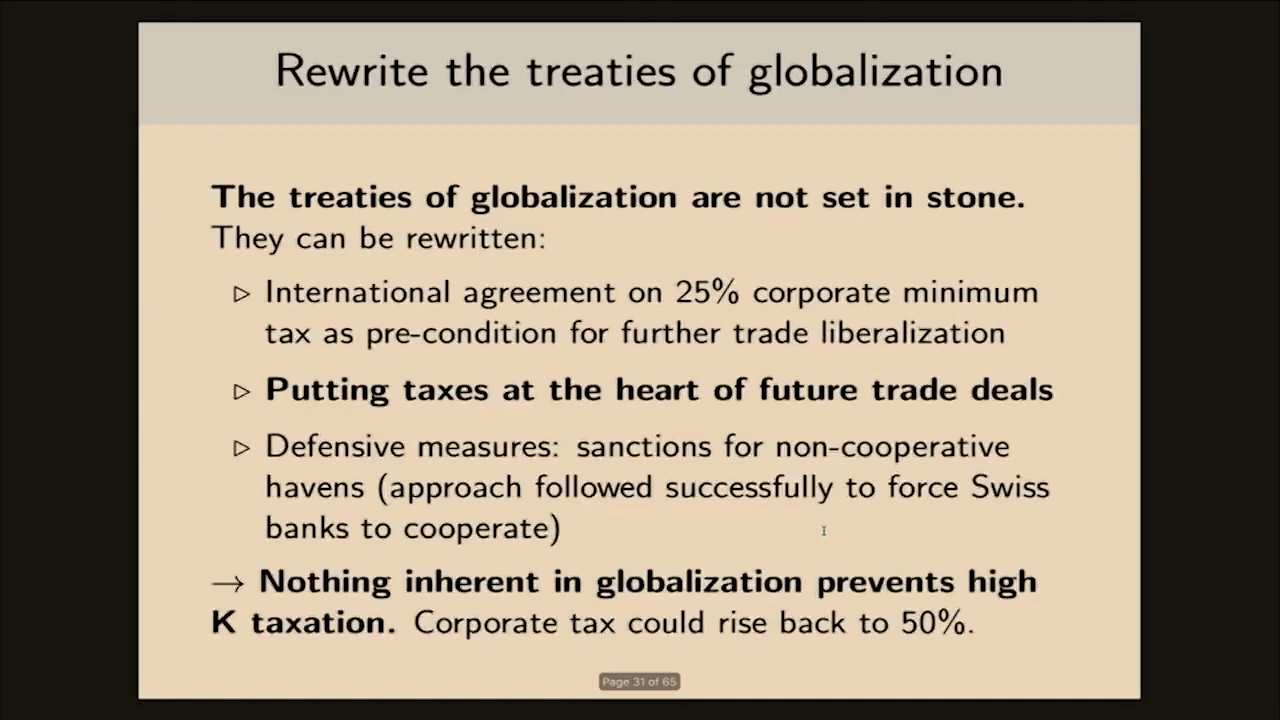 Rewrite the treaties of globalization
The treaties of globalization are not set in stone.
They can be rewritten:
▷ International agreement on 25% corporate minimum
tax as pre-condition for further trade liberalization
▷ Putting taxes at the heart of future trade deals
▷ Defensive measures: sanctions for non-cooperative
havens (approach followed successfully to force Swiss
banks to cooperate)
→ Nothing inherent in globalization prevents high
K taxation. Corporate tax could rise back to 50%.
Page 31 of 65